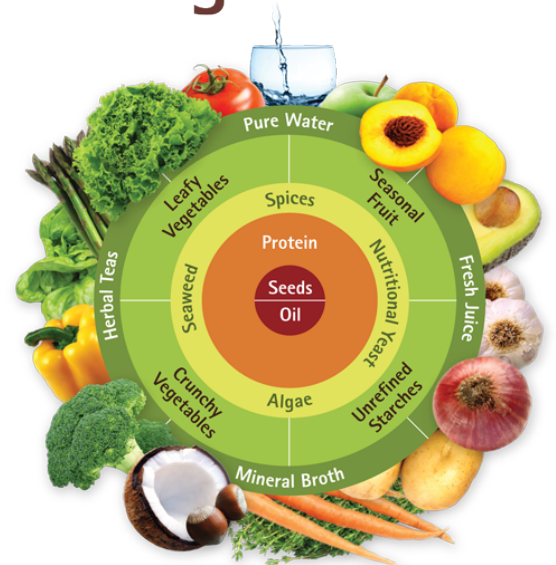 Pure Water
Leafy
Vegetables
Seasonal
Fruit
Spices
Protein
Herbal Teas
Seaweed
Seeds
Oil
Nutritional Yeast
Fresh Juice
Crunchy
Vegetables
Algae
Unrefined
Starches
Mineral Broth